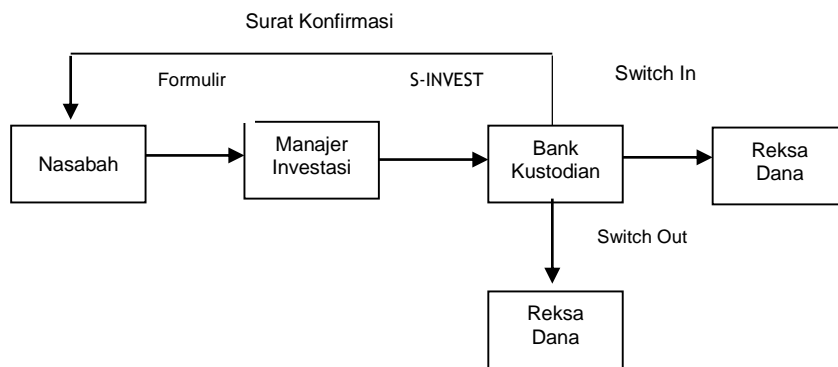 Surat Konfirmasi
Formulir
S-INVEST
Switch In
Nasabah
Manajer
Investasi
Bank
Kustodian
Reksa
Dana
Switch Out
Reksa
Dana